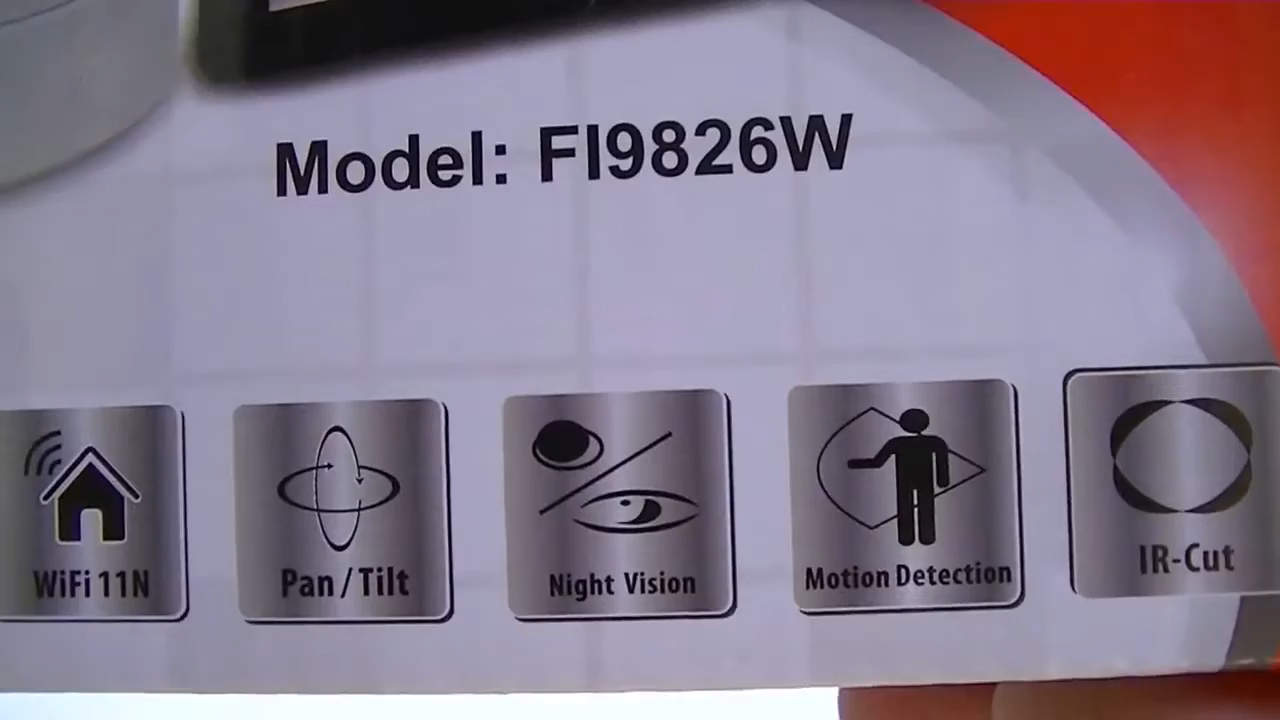 Model: FI9826W
WiFi 11N
Pan/Tilt
Night Vision
Motion Detection
IR-Cut